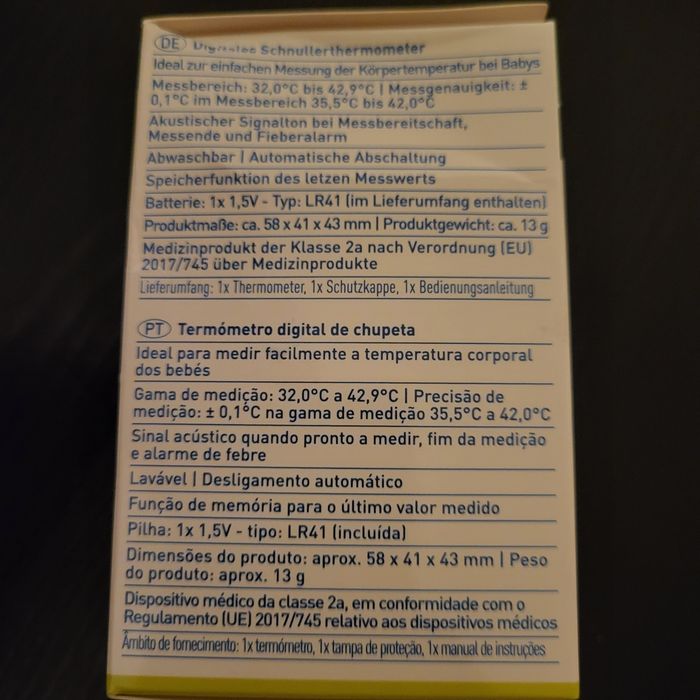 DE Digitales Schnullerthermometer
Ideal zur einfachen Messung der Körpertemperatur bei Babys
Messbereich: 32,0°C bis 42,9°C | Messgenauigkeit: ±
0,1°C im Messbereich 35,5°C bis 42,0°C
Akustischer Signalton bei Messbereitschaft,
Messende und Fieberalarm
Abwaschbar | Automatische Abschaltung
Speicherfunktion des letzen Messwerts
Batterie: 1x 1,5V - Typ: LR41 (im Lieferumfang enthalten)
Produktmaße: ca. 58 x 41 x 43 mm | Produktgewicht: ca. 13 g
Medizinprodukt der Klasse 2a nach Verordnung (EU)
2017/745 über Medizinprodukte
Lieferumfang: 1x Thermometer, 1x Schutzkappe, 1x Bedienungsanleitung
PT Termómetro digital de chupeta
Ideal para medir facilmente a temperatura corporal
dos bebés
Gama de medição: 32,0°C a 42,9°C | Precisão de
medição: ± 0,1°C na gama de medição 35,5°C a 42,0°C
Sinal acústico quando pronto a medir, fim da medição
e alarme de febre
Lavável | Desligamento automático
Função de memória para o último valor medido
Pilha: 1x 1,5V - tipo: LR41 (incluída)
Dimensões do produto: aprox. 58 x 41 x 43 mm | Peso
do produto: aprox. 13 g
Dispositivo médico da classe 2a, em conformidade com o
Regulamento (UE) 2017/745 relativo aos dispositivos médicos
Âmbito de fornecimento: 1x termómetro, 1x tampa de proteção, 1x manual de instruções